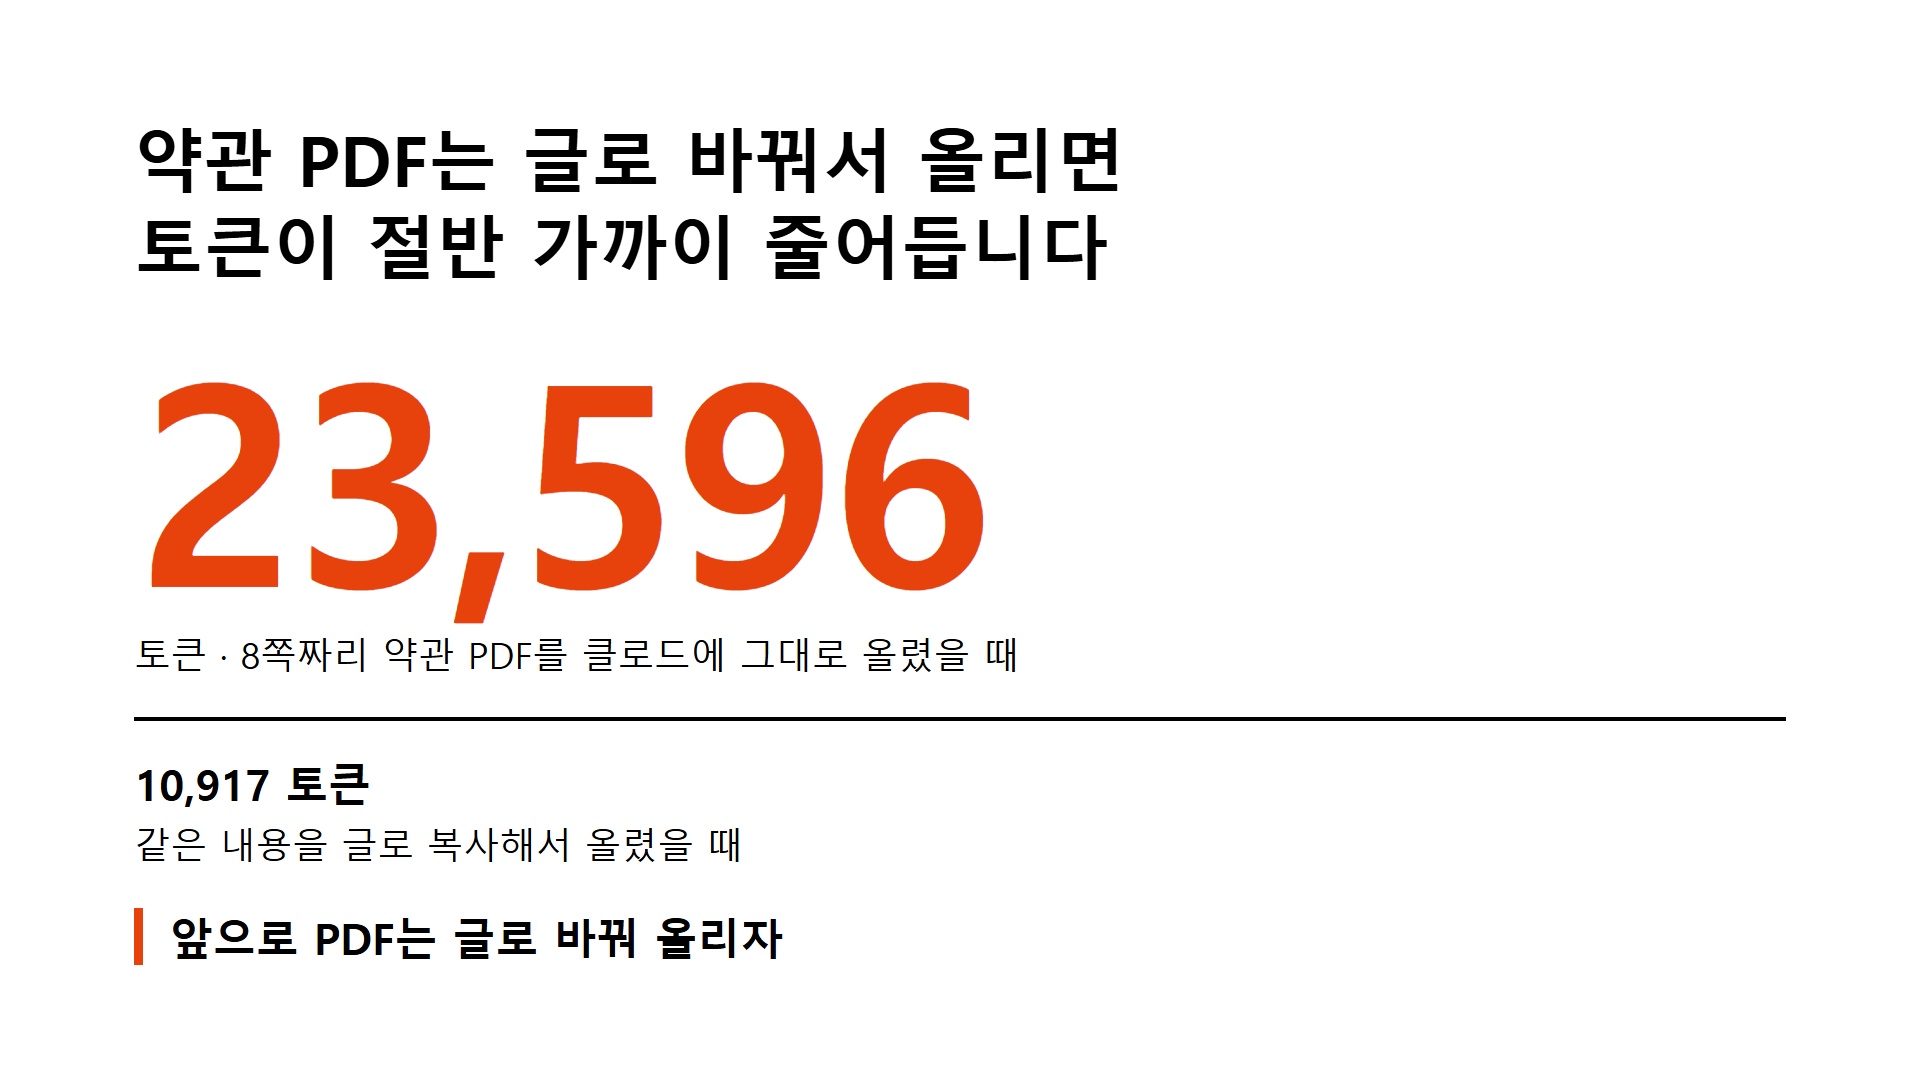 약관 PDF는 글로 바꿔서 올리면
토큰이 절반 가까이 줄어듭니다
23,596
토큰 · 8쪽짜리 약관 PDF를 클로드에 그대로 올렸을 때
10,917 토큰
같은 내용을 글로 복사해서 올렸을 때
앞으로 PDF는 글로 바꿔 올리자